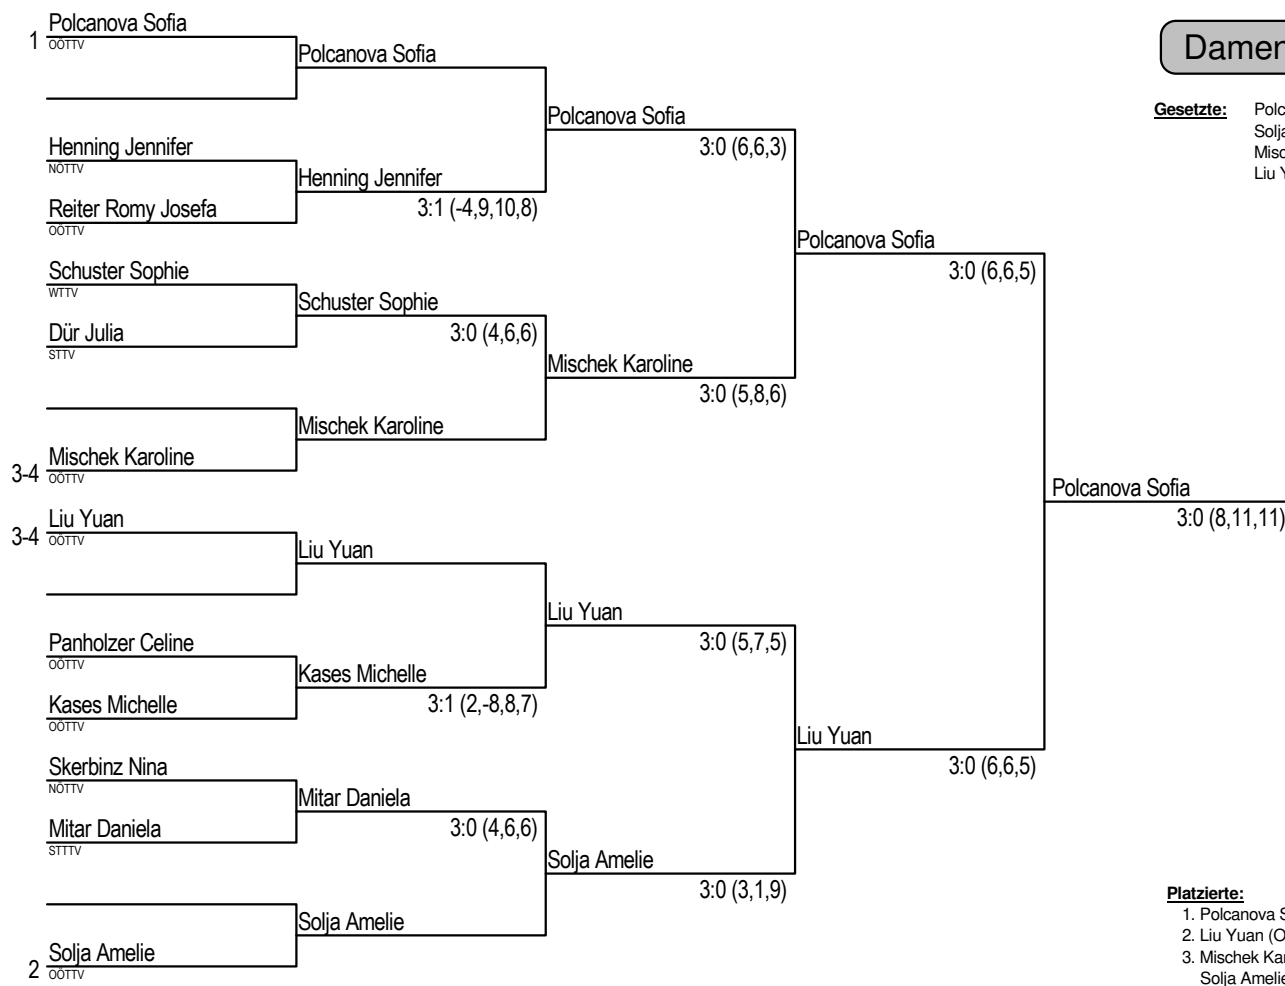 Polcanova Sofia
1 OÖTTV
Polcanova Sofia
Damen
Polcanova Sofia
3:0 (6,6,3)
Gesetzte: Polc
Solja
Misc
Liu Y
Henning Jennifer
NÖTTV
Henning Jennifer
3:1 (-4,9,10,8)
Reiter Romy Josefa
OÖTTV
Polcanova Sofia
3:0 (6,6,5)
Schuster Sophie
WTTV
Schuster Sophie
3:0 (4,6,6)
Dür Julia
STTV
Mischek Karoline
3:0 (5,8,6)
Mischek Karoline
Mischek Karoline
3-4 OÖTTV
Polcanova Sofia
3:0 (8,11,11)
Liu Yuan
3-4 OÖTTV
Liu Yuan
Liu Yuan
3:0 (5,7,5)
Panholzer Celine
OÖTTV
Kases Michelle
3:1 (2,-8,8,7)
Kases Michelle
OÖTTV
Liu Yuan
3:0 (6,6,5)
Skerbinz Nina
NÖTTV
Mitar Daniela
3:0 (4,6,6)
Mitar Daniela
STTTV
Solja Amelie
3:0 (3,1,9)
Solja Amelie
Solja Amelie
2 OÖTTV
Platzierte:
1. Polcanova S
2. Liu Yuan (O
3. Mischek Kar
Solja Amelie